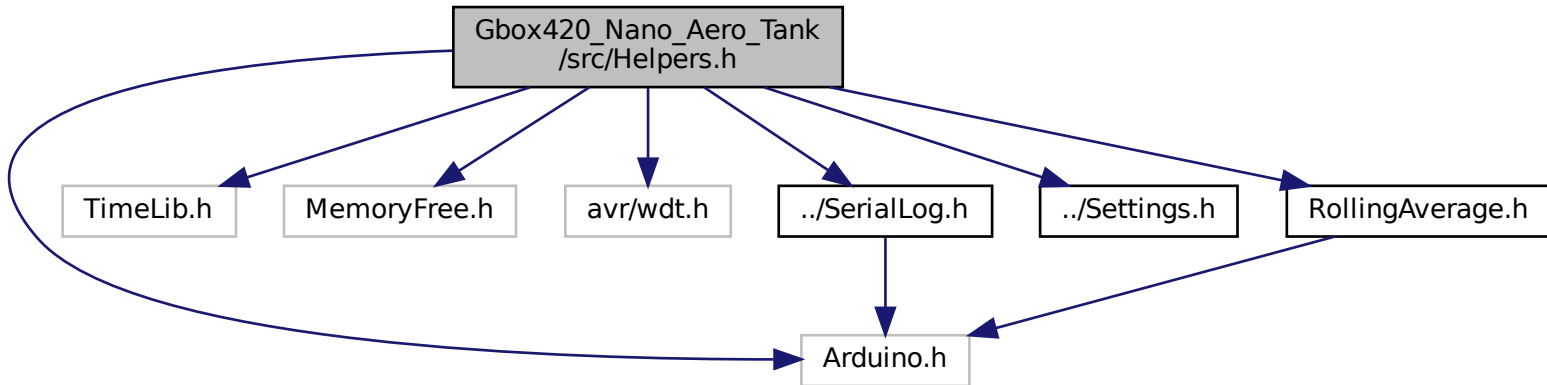 Gbox420_Nano_Aero_Tank
/src/Helpers.h
TimeLib.h
MemoryFree.h
avr/wdt.h
../SerialLog.h
../Settings.h
RollingAverage.h
Arduino.h